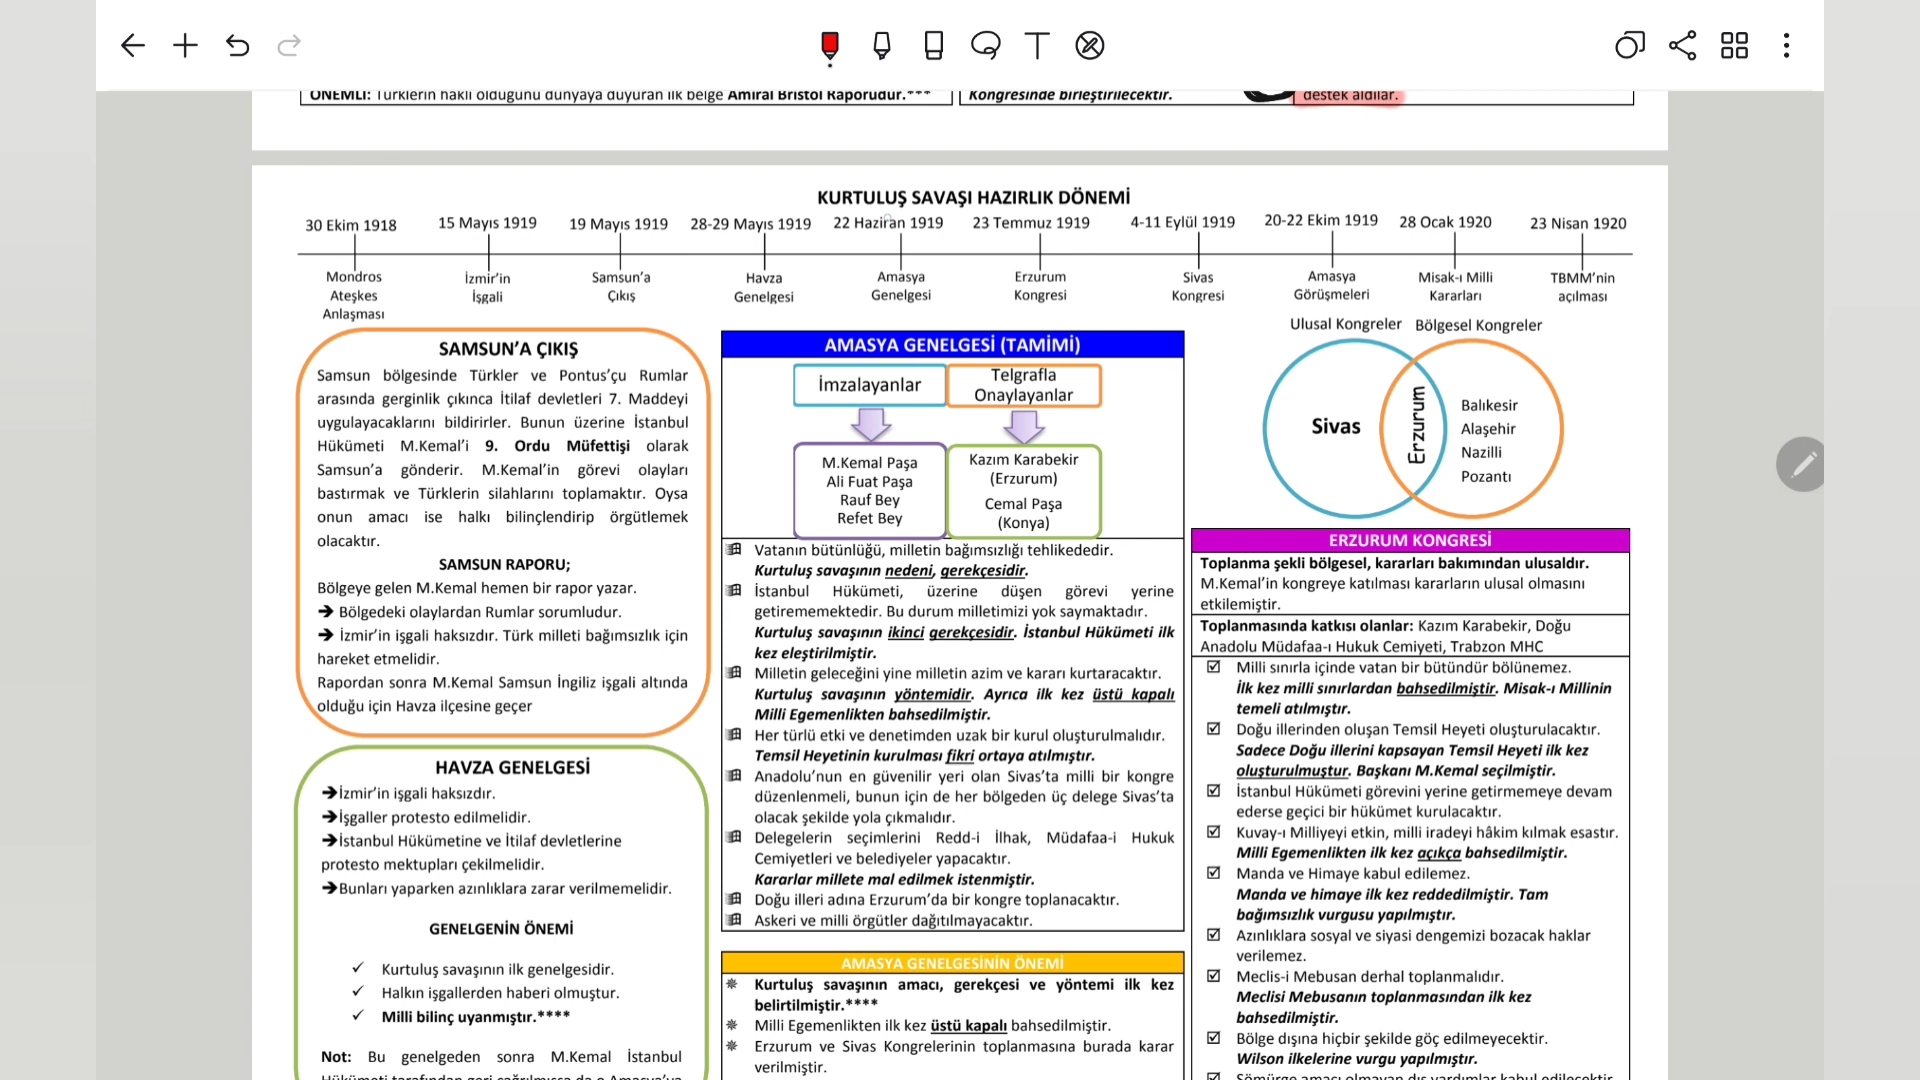 ÖNEMLİ: Türklerin haklı olduğunu dünyaya duyuran ilk belge Amiral Bristol Raporudur.***
Kongresinde birleştirilecektir.
destek aldılar.
KURTULUŞ SAVAŞI HAZIRLIK DÖNEMİ
30 Ekim 1918
15 Mayıs 1919
19 Mayıs 1919
28-29 Mayıs 1919
22 Haziran 1919
23 Temmuz 1919
4-11 Eylül 1919
20-22 Ekim 1919
28 Ocak 1920
23 Nisan 1920
Mondros
Ateşkes
Anlaşması
İzmir’in
İşgali
Samsun’a
Çıkış
Havza
Genelgesi
Amasya
Genelgesi
Erzurum
Kongresi
Sivas
Kongresi
Amasya
Görüşmeleri
Misak-ı Milli
Kararları
TBMM’nin
açılması
SAMSUN’A ÇIKIŞ
Samsun bölgesinde Türkler ve Pontus’çu Rumlar
arasında gerginlik çıkınca İtilaf devletleri 7. Maddeyi
uygulayacaklarını bildirirler. Bunun üzerine İstanbul
Hükümeti M.Kemal’i 9. Ordu Müfettişi olarak
Samsun’a gönderir. M.Kemal’in görevi olayları
bastırmak ve Türklerin silahlarını toplamaktır. Oysa
onun amacı ise halkı bilinçlendirip örgütlemek
olacaktır.
SAMSUN RAPORU;
Bölgeye gelen M.Kemal hemen bir rapor yazar.
➔ Bölgedeki olaylardan Rumlar sorumludur.
➔ İzmir’in işgali haksızdır. Türk milleti bağımsızlık için
hareket etmelidir.
Rapordan sonra M.Kemal Samsun İngiliz işgali altında
olduğu için Havza ilçesine geçer
HAVZA GENELGESİ
➔İzmir’in işgali haksızdır.
➔İşgaller protesto edilmelidir.
➔İstanbul Hükümetine ve İtilaf devletlerine
protesto mektupları çekilmelidir.
➔Bunları yaparken azınlıklara zarar verilmemelidir.
GENELGENİN ÖNEMİ
✓ Kurtuluş savaşının ilk genelgesidir.
✓ Halkın işgallerden haberi olmuştur.
✓ Milli bilinç uyanmıştır.****
Not: Bu genelgeden sonra M.Kemal İstanbul
Hükümeti tarafından geri çağrılmışsa da o Amasya’ya
AMASYA GENELGESİ (TAMİMİ)
İmzalayanlar
Telgrafla
Onaylayanlar
M.Kemal Paşa
Ali Fuat Paşa
Rauf Bey
Refet Bey
Kazım Karabekir
(Erzurum)
Cemal Paşa
(Konya)
Vatanın bütünlüğü, milletin bağımsızlığı tehlikededir.
Kurtuluş savaşının nedeni, gerekçesidir.
İstanbul Hükümeti, üzerine düşen görevi yerine
getirememektedir. Bu durum milletimizi yok saymaktadır.
Kurtuluş savaşının ikinci gerekçesidir. İstanbul Hükümeti ilk
kez eleştirilmiştir.
Milletin geleceğini yine milletin azim ve kararı kurtaracaktır.
Kurtuluş savaşının yöntemidir. Ayrıca ilk kez üstü kapalı
Milli Egemenlikten bahsedilmiştir.
Her türlü etki ve denetimden uzak bir kurul oluşturulmalıdır.
Temsil Heyetinin kurulması fikri ortaya atılmıştır.
Anadolu’nun en güvenilir yeri olan Sivas’ta milli bir kongre
düzenlenmeli, bunun için de her bölgeden üç delege Sivas’ta
olacak şekilde yola çıkmalıdır.
Delegelerin seçimlerini Redd-i İlhak, Müdafaa-i Hukuk
Cemiyetleri ve belediyeler yapacaktır.
Kararlar millete mal edilmek istenmiştir.
Doğu illeri adına Erzurum’da bir kongre toplanacaktır.
Askeri ve milli örgütler dağıtılmayacaktır.
AMASYA GENELGESİNİN ÖNEMİ
Kurtuluş savaşının amacı, gerekçesi ve yöntemi ilk kez
belirtilmiştir.****
Milli Egemenlikten ilk kez üstü kapalı bahsedilmiştir.
Erzurum ve Sivas Kongrelerinin toplanmasına burada karar
verilmiştir.
Ulusal Kongreler
Bölgesel Kongreler
Sivas
Erzurum
Balıkesir
Alaşehir
Nazilli
Pozantı
ERZURUM KONGRESİ
Toplanma şekli bölgesel, kararları bakımından ulusaldır.
M.Kemal’in kongreye katılması kararların ulusal olmasını
etkilemiştir.
Toplanmasında katkısı olanlar: Kazım Karabekir, Doğu
Anadolu Müdafaa-ı Hukuk Cemiyeti, Trabzon MHC
☑ Milli sınırla içinde vatan bir bütündür bölünemez.
İlk kez milli sınırlardan bahsedilmiştir. Misak-ı Millinin
temeli atılmıştır.
☑ Doğu illerinden oluşan Temsil Heyeti oluşturulacaktır.
Sadece Doğu illerini kapsayan Temsil Heyeti ilk kez
oluşturulmuştur. Başkanı M.Kemal seçilmiştir.
☑ İstanbul Hükümeti görevini yerine getirmemeye devam
ederse geçici bir hükümet kurulacaktır.
☑ Kuvay-ı Milliyeyi etkin, milli iradeyi hâkim kılmak esastır.
Milli Egemenlikten ilk kez açıkça bahsedilmiştir.
☑ Manda ve Himaye kabul edilemez.
Manda ve himaye ilk kez reddedilmiştir. Tam
bağımsızlık vurgusu yapılmıştır.
☑ Azınlıklara sosyal ve siyasi dengemizi bozacak haklar
verilemez.
☑ Meclis-i Mebusan derhal toplanmalıdır.
Meclisi Mebusanın toplanmasından ilk kez
bahsedilmiştir.
☑ Bölge dışına hiçbir şekilde göç edilmeyecektir.
Wilson ilkelerine vurgu yapılmıştır.
☑ Sömürge amacı olmayan dış yardımlar kabul edilecektir.